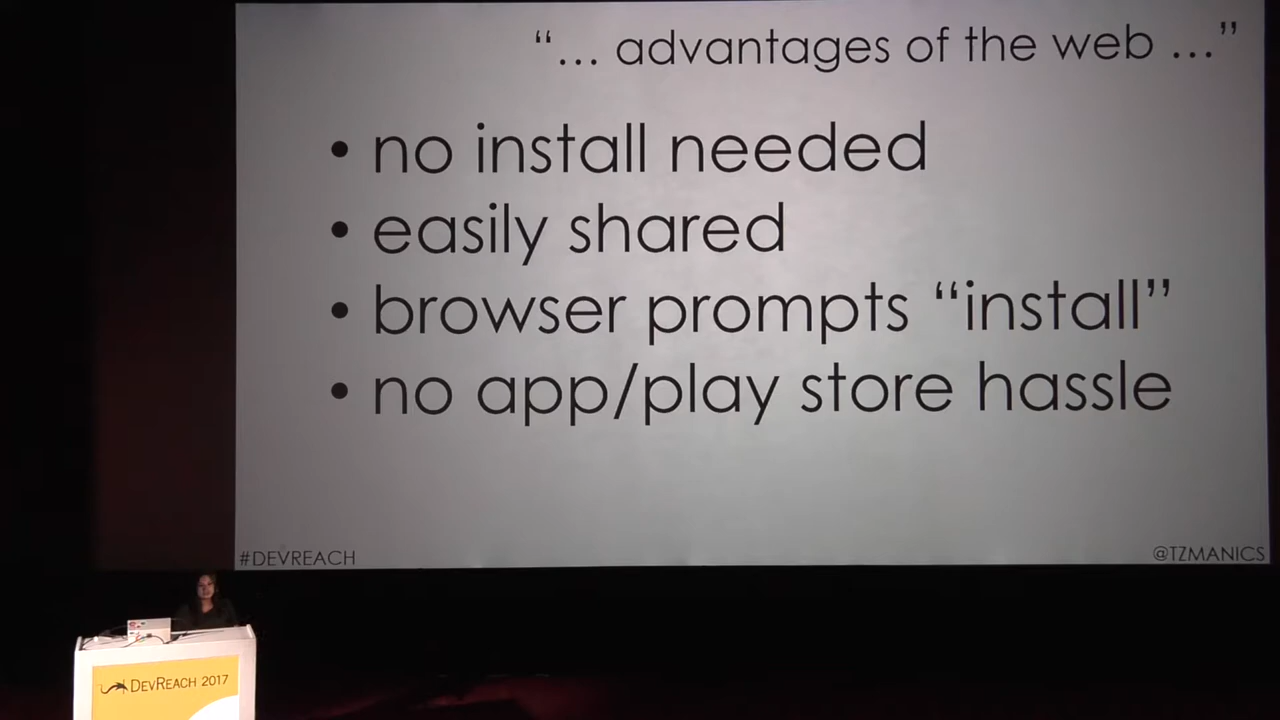 “... advantages of the web ...”
• no install needed
• easily shared
• browser prompts “install”
• no app/play store hassle
#DEVREACH
@TZMANICS
DEVREACH 2017